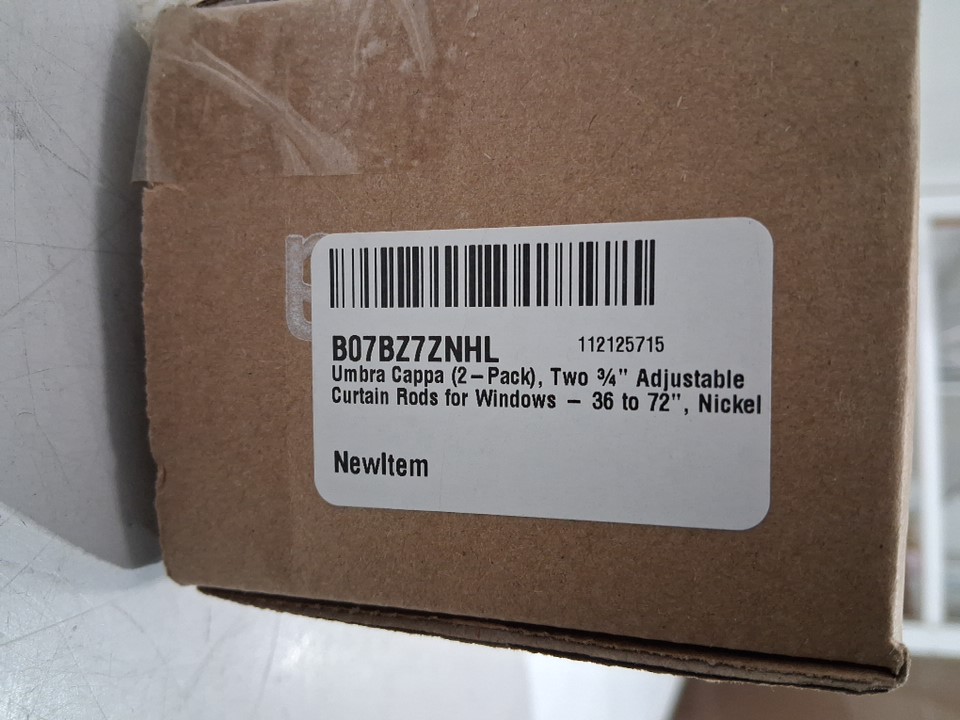 B07BZ7ZNHL 112125715
Umbra Cappa (2-Pack), Two ¾" Adjustable
Curtain Rods for Windows - 36 to 72", Nickel
NewItem